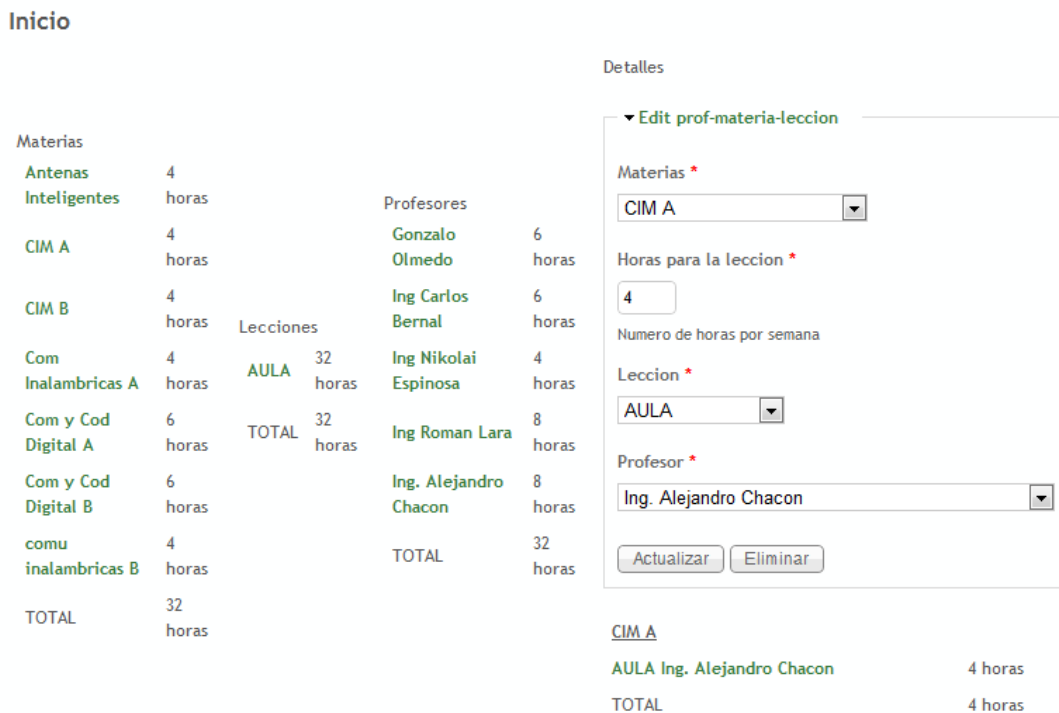 Inicio
Materias
Antenas
Inteligentes
4
horas
CIM A
4
horas
CIM B
4
horas
Com
Inalambricas A
4
horas
Com y Cod
Digital A
6
horas
Com y Cod
Digital B
6
horas
comu
inalambricas B
4
horas
TOTAL
32
horas
Lecciones
AULA
32
horas
TOTAL
32
horas
Profesores
Gonzalo
Olmedo
6
horas
Ing Carlos
Bernal
6
horas
Ing Nikolai
Espinosa
4
horas
Ing Roman Lara
8
horas
Ing. Alejandro
Chacon
8
horas
TOTAL
32
horas
Detalles
Edit prof-materia-leccion
Materias *
CIM A
Horas para la leccion *
4
Numero de horas por semana
Leccion *
AULA
Profesor *
Ing. Alejandro Chacon
Actualizar Eliminar
CIM A
AULA Ing. Alejandro Chacon 4 horas
TOTAL 4 horas